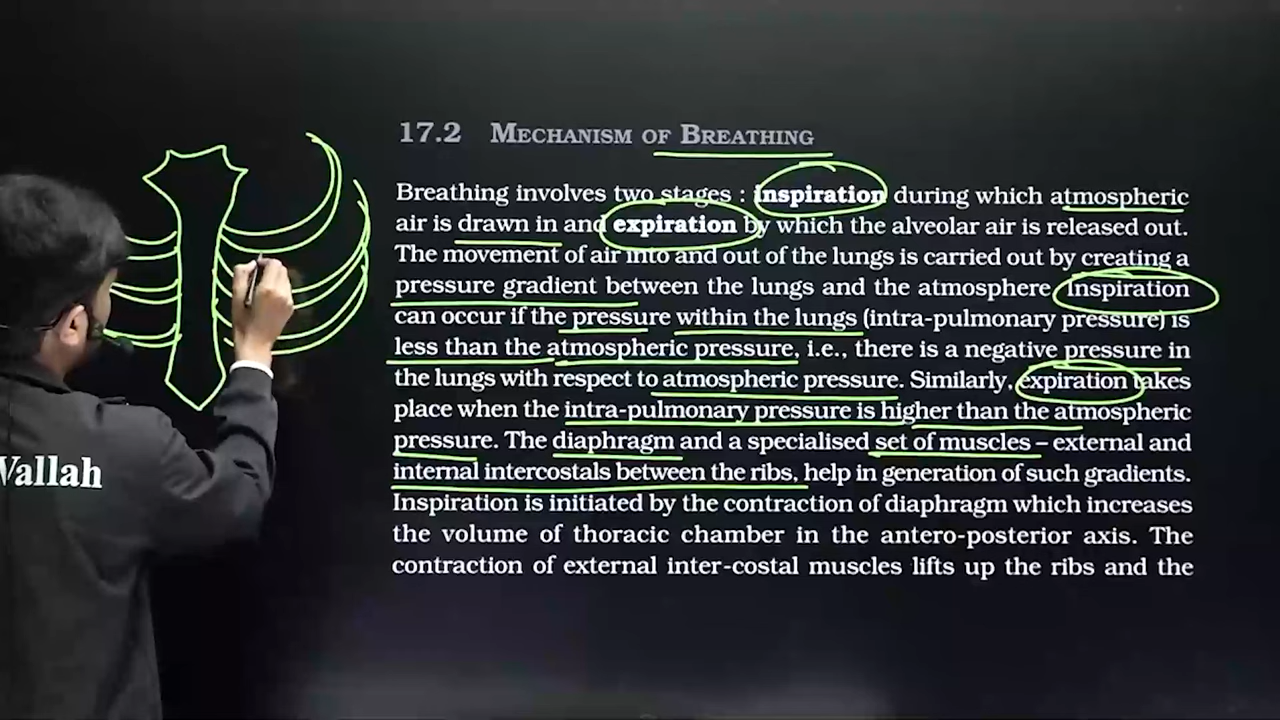 17.2 MECHANISM OF BREATHING
Breathing involves two stages : inspiration during which atmospheric
air is drawn in and expiration by which the alveolar air is released out.
The movement of air into and out of the lungs is carried out by creating a
pressure gradient between the lungs and the atmosphere. Inspiration
can occur if the pressure within the lungs (intra-pulmonary pressure) is
less than the atmospheric pressure, i.e., there is a negative pressure in
the lungs with respect to atmospheric pressure. Similarly, expiration takes
place when the intra-pulmonary pressure is higher than the atmospheric
pressure. The diaphragm and a specialised set of muscles – external and
internal intercostals between the ribs, help in generation of such gradients.
Inspiration is initiated by the contraction of diaphragm which increases
the volume of thoracic chamber in the antero-posterior axis. The
contraction of external inter-costal muscles lifts up the ribs and the
Wallah